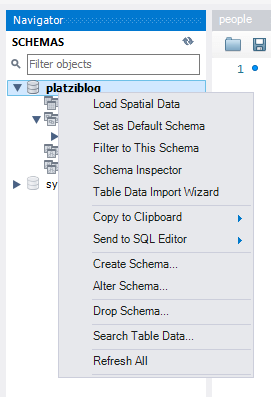 Navigator
people
SCHEMAS
Filter objects
1
platziblog
Load Spatial Data
Set as Default Schema
Filter to This Schema
Schema Inspector
Table Data Import Wizard
sy
Copy to Clipboard
Send to SQL Editor
Create Schema...
Alter Schema...
Drop Schema...
Search Table Data...
Refresh All